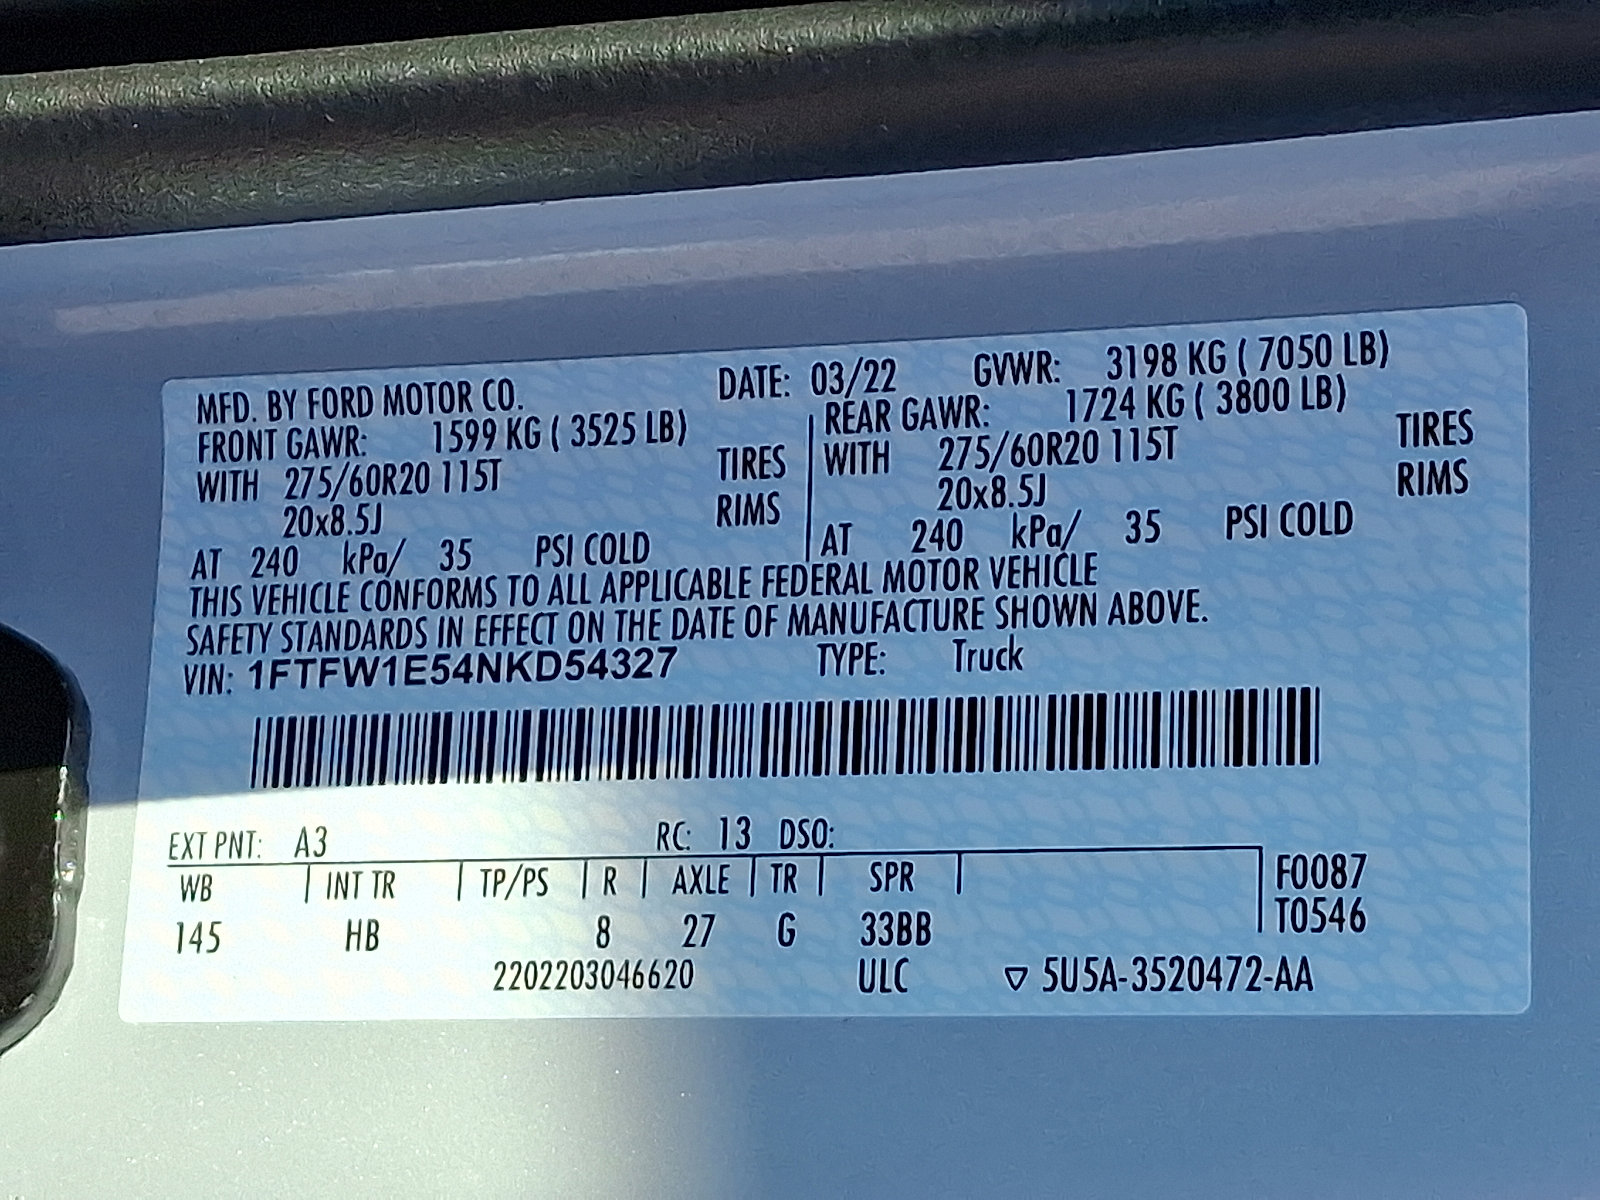 MFD. BY FORD MOTOR CO. DATE: 03/22 GVWR: 3198 KG ( 7050 LB)
FRONT GAWR: 1599 KG ( 3525 LB) REAR GAWR: 1724 KG ( 3800 LB)
WITH 275/60R20 115T TIRES WITH 275/60R20 115T TIRES
20x8.5J RIMS 20x8.5J RIMS
AT 240 kPa/ 35 PSI COLD AT 240 kPa/ 35 PSI COLD
THIS VEHICLE CONFORMS TO ALL APPLICABLE FEDERAL MOTOR VEHICLE
SAFETY STANDARDS IN EFFECT ON THE DATE OF MANUFACTURE SHOWN ABOVE.
VIN: 1FTFW1E54NKD54327 TYPE: Truck
EXT PNT: A3 RC: 13 DSO:
WB INT TR TP/PS R AXLE TR SPR F0087
145 HB 8 27 G 33BB T0546
2202203046620 ULC ▽ 5U5A-3520472-AA